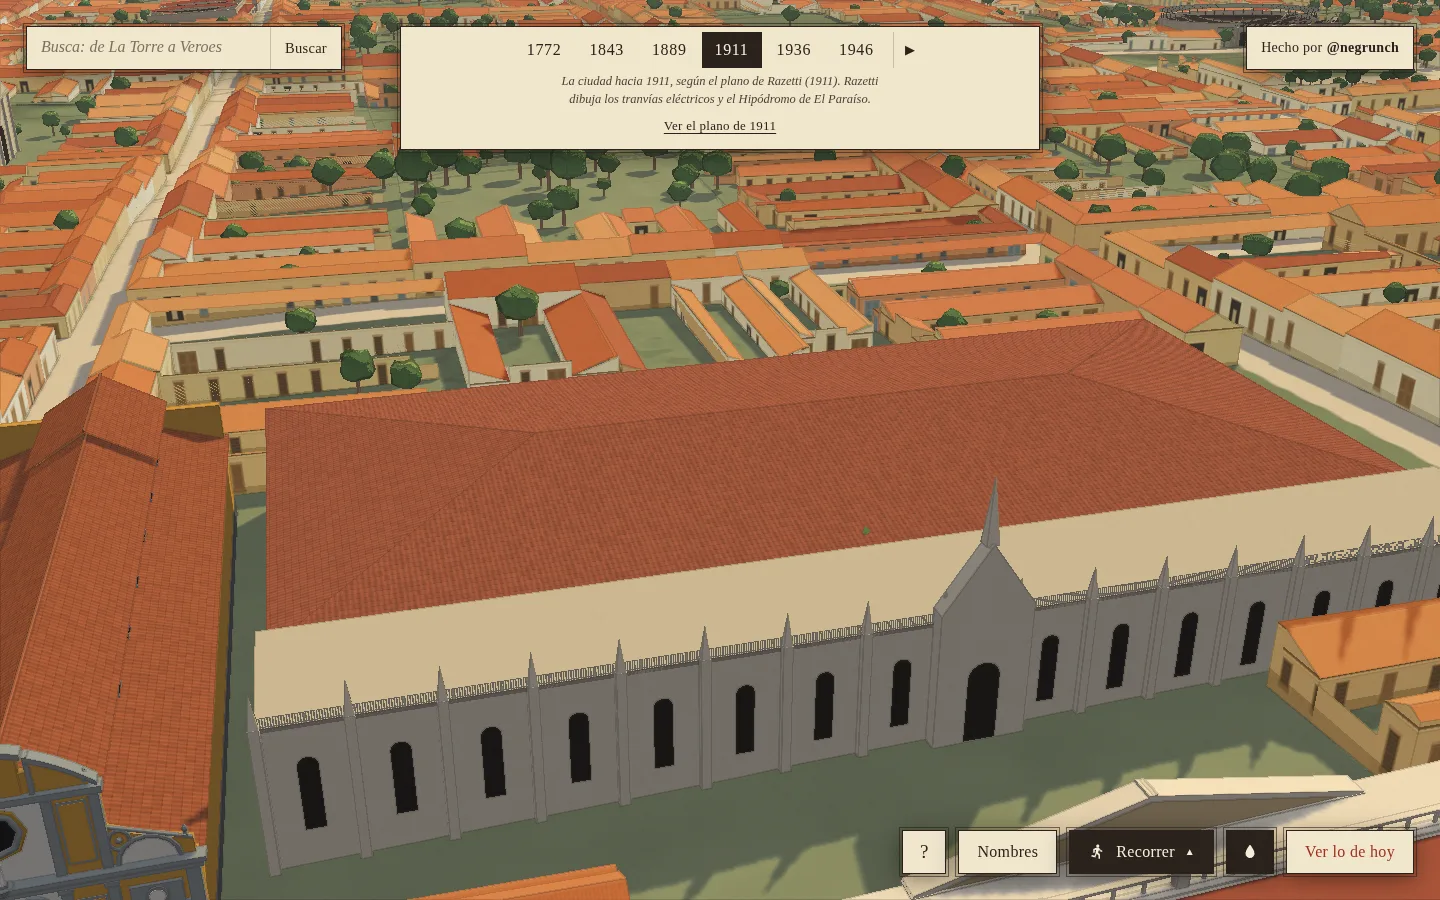 Busca: de La Torre a Veroes
Buscar
1772 1843 1889 1911 1936 1946
La ciudad hacia 1911, según el plano de Razetti (1911). Razetti
dibuja los tranvías eléctricos y el Hipódromo de El Paraíso.
Ver el plano de 1911
Hecho por @negrunch
?
Nombres
Recorrer
Ver lo de hoy